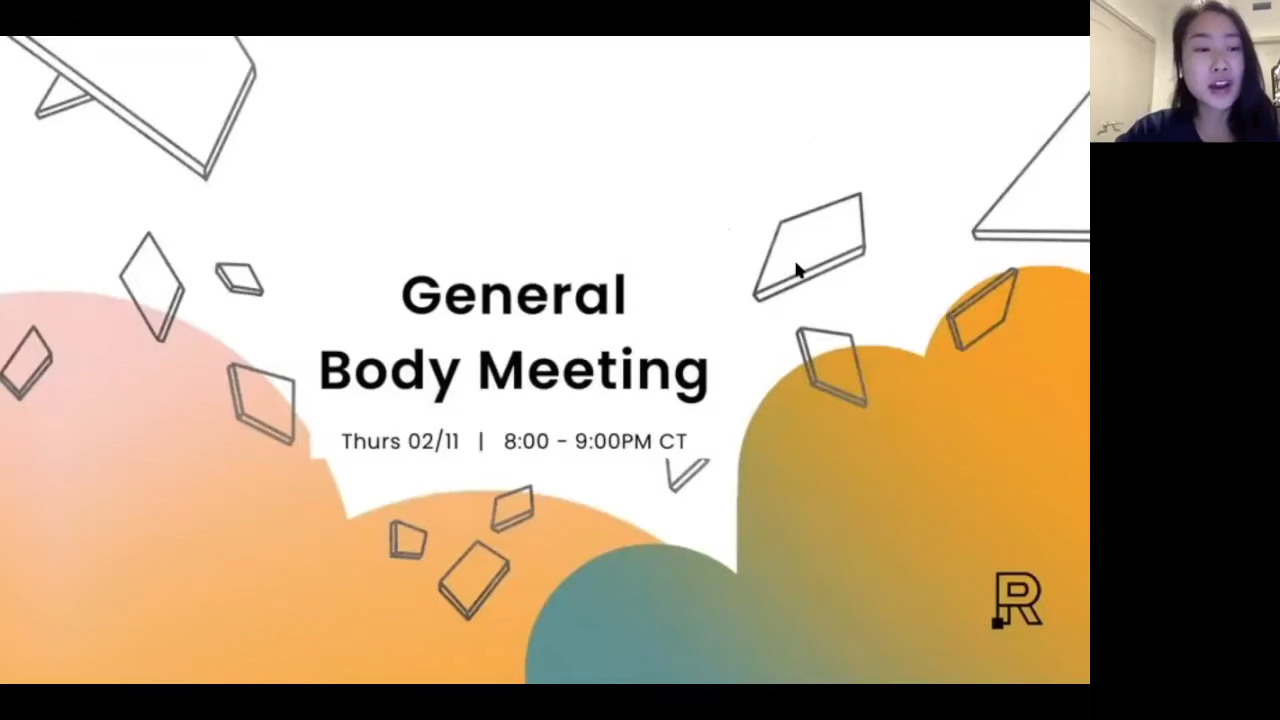 General
Body Meeting
Thurs 02/11 | 8:00 - 9:00PM CT
R